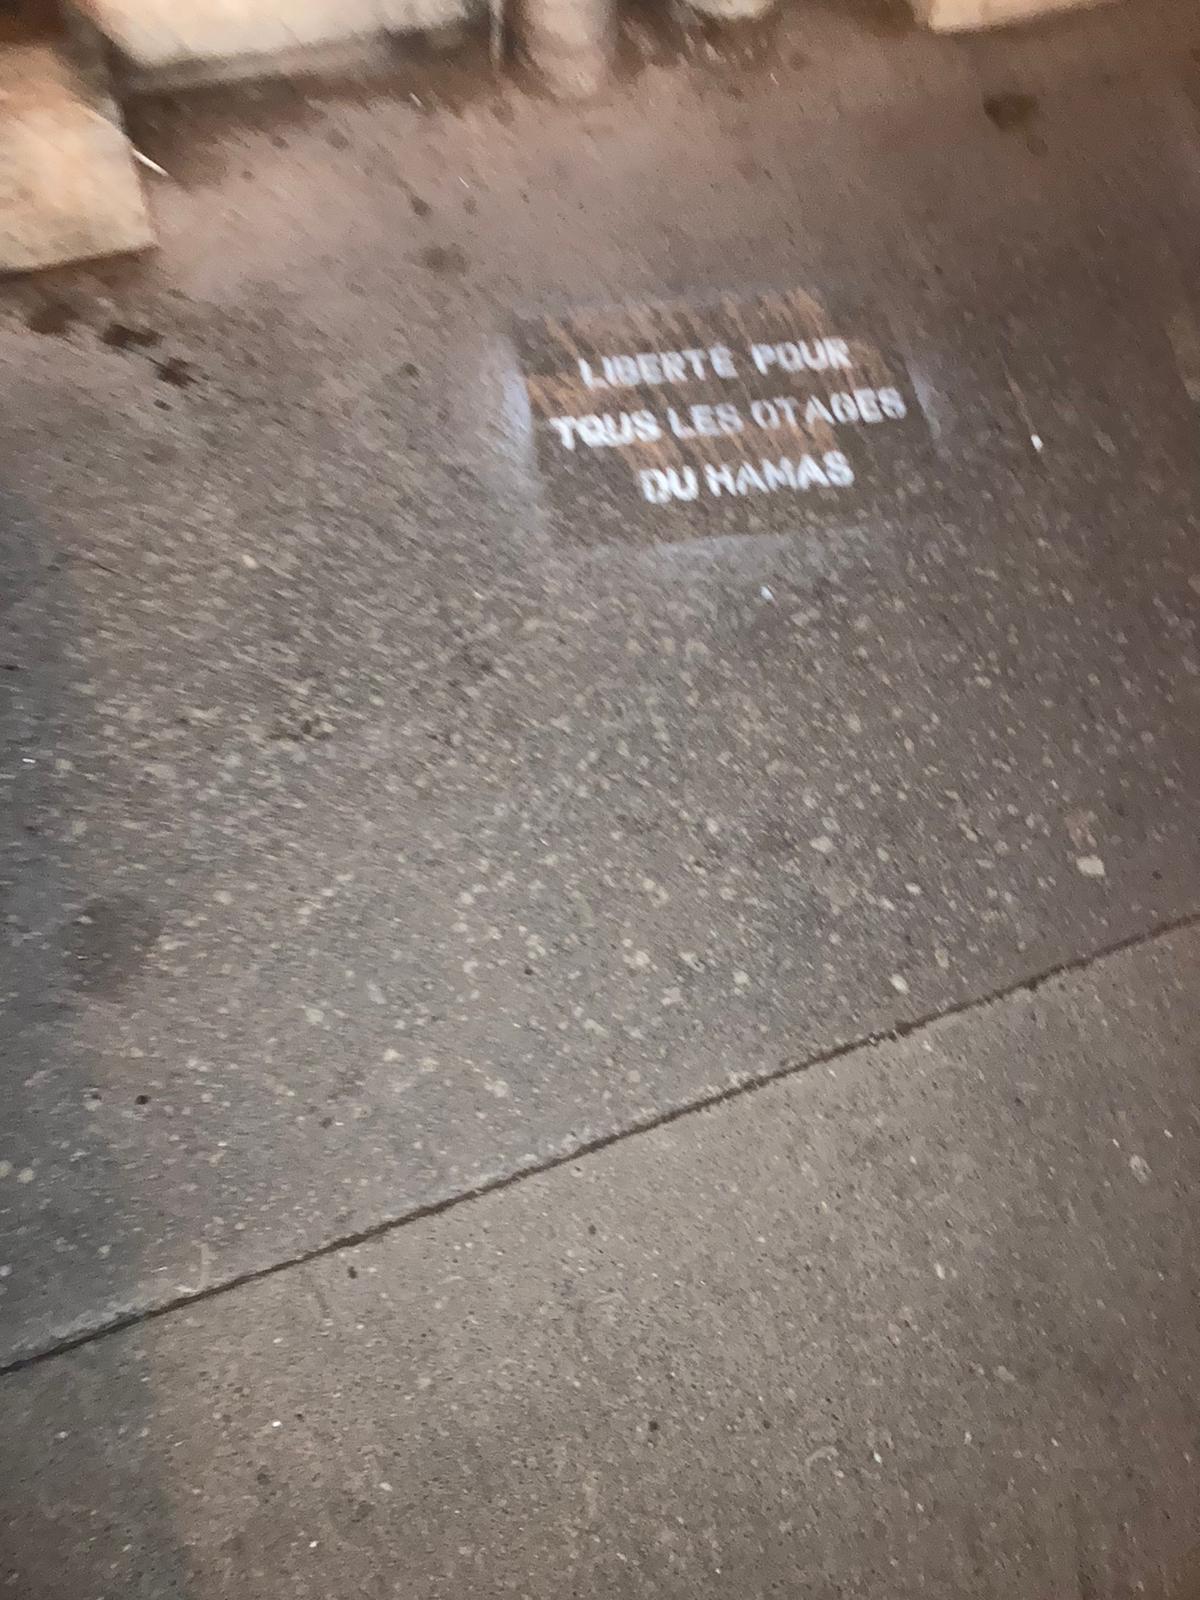 LIBERTÉ POUR
TOUS LES OTAGES
DU HAMAS